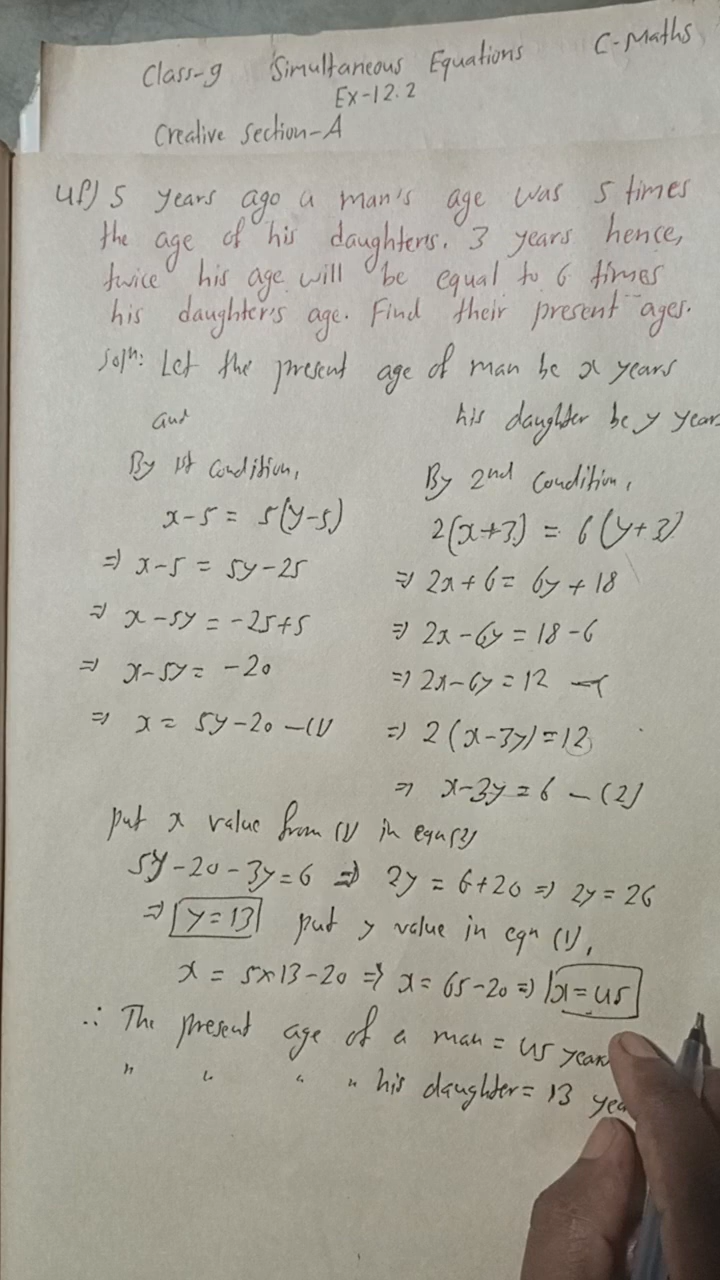 Class-9 Simultaneous Equations C-Maths
Ex-12.2
Creative Section-A
4f) 5 years ago a man's age was 5 times
the age of his daughters. 3 years hence,
twice his age will be equal to 6 times
his daughter's age. Find their present ages.
Solⁿ: Let the present age of man be x years
and his daughter be y year
By 1st Condition,
x-5 = 5(y-5)
⇒ x-5 = 5y-25
⇒ x-5y = -25+5
⇒ x-5y = -20
⇒ x = 5y-20 -(1)
By 2nd Condition,
2(x+3) = 6(y+3)
⇒ 2x+6 = 6y+18
⇒ 2x-6y = 18-6
⇒ 2x-6y = 12
⇒ 2(x-3y)=12
⇒ x-3y = 6 -(2)
put x value from (1) in eqn(2)
5y-20-3y=6 ⇒ 2y = 6+20 ⇒ 2y = 26
⇒ y=13 put y value in eqn (1),
x = 5x13-20 ⇒ x = 65-20 ⇒ x=45
∴ The present age of a man = 45 years
" " " " his daughter = 13 yea